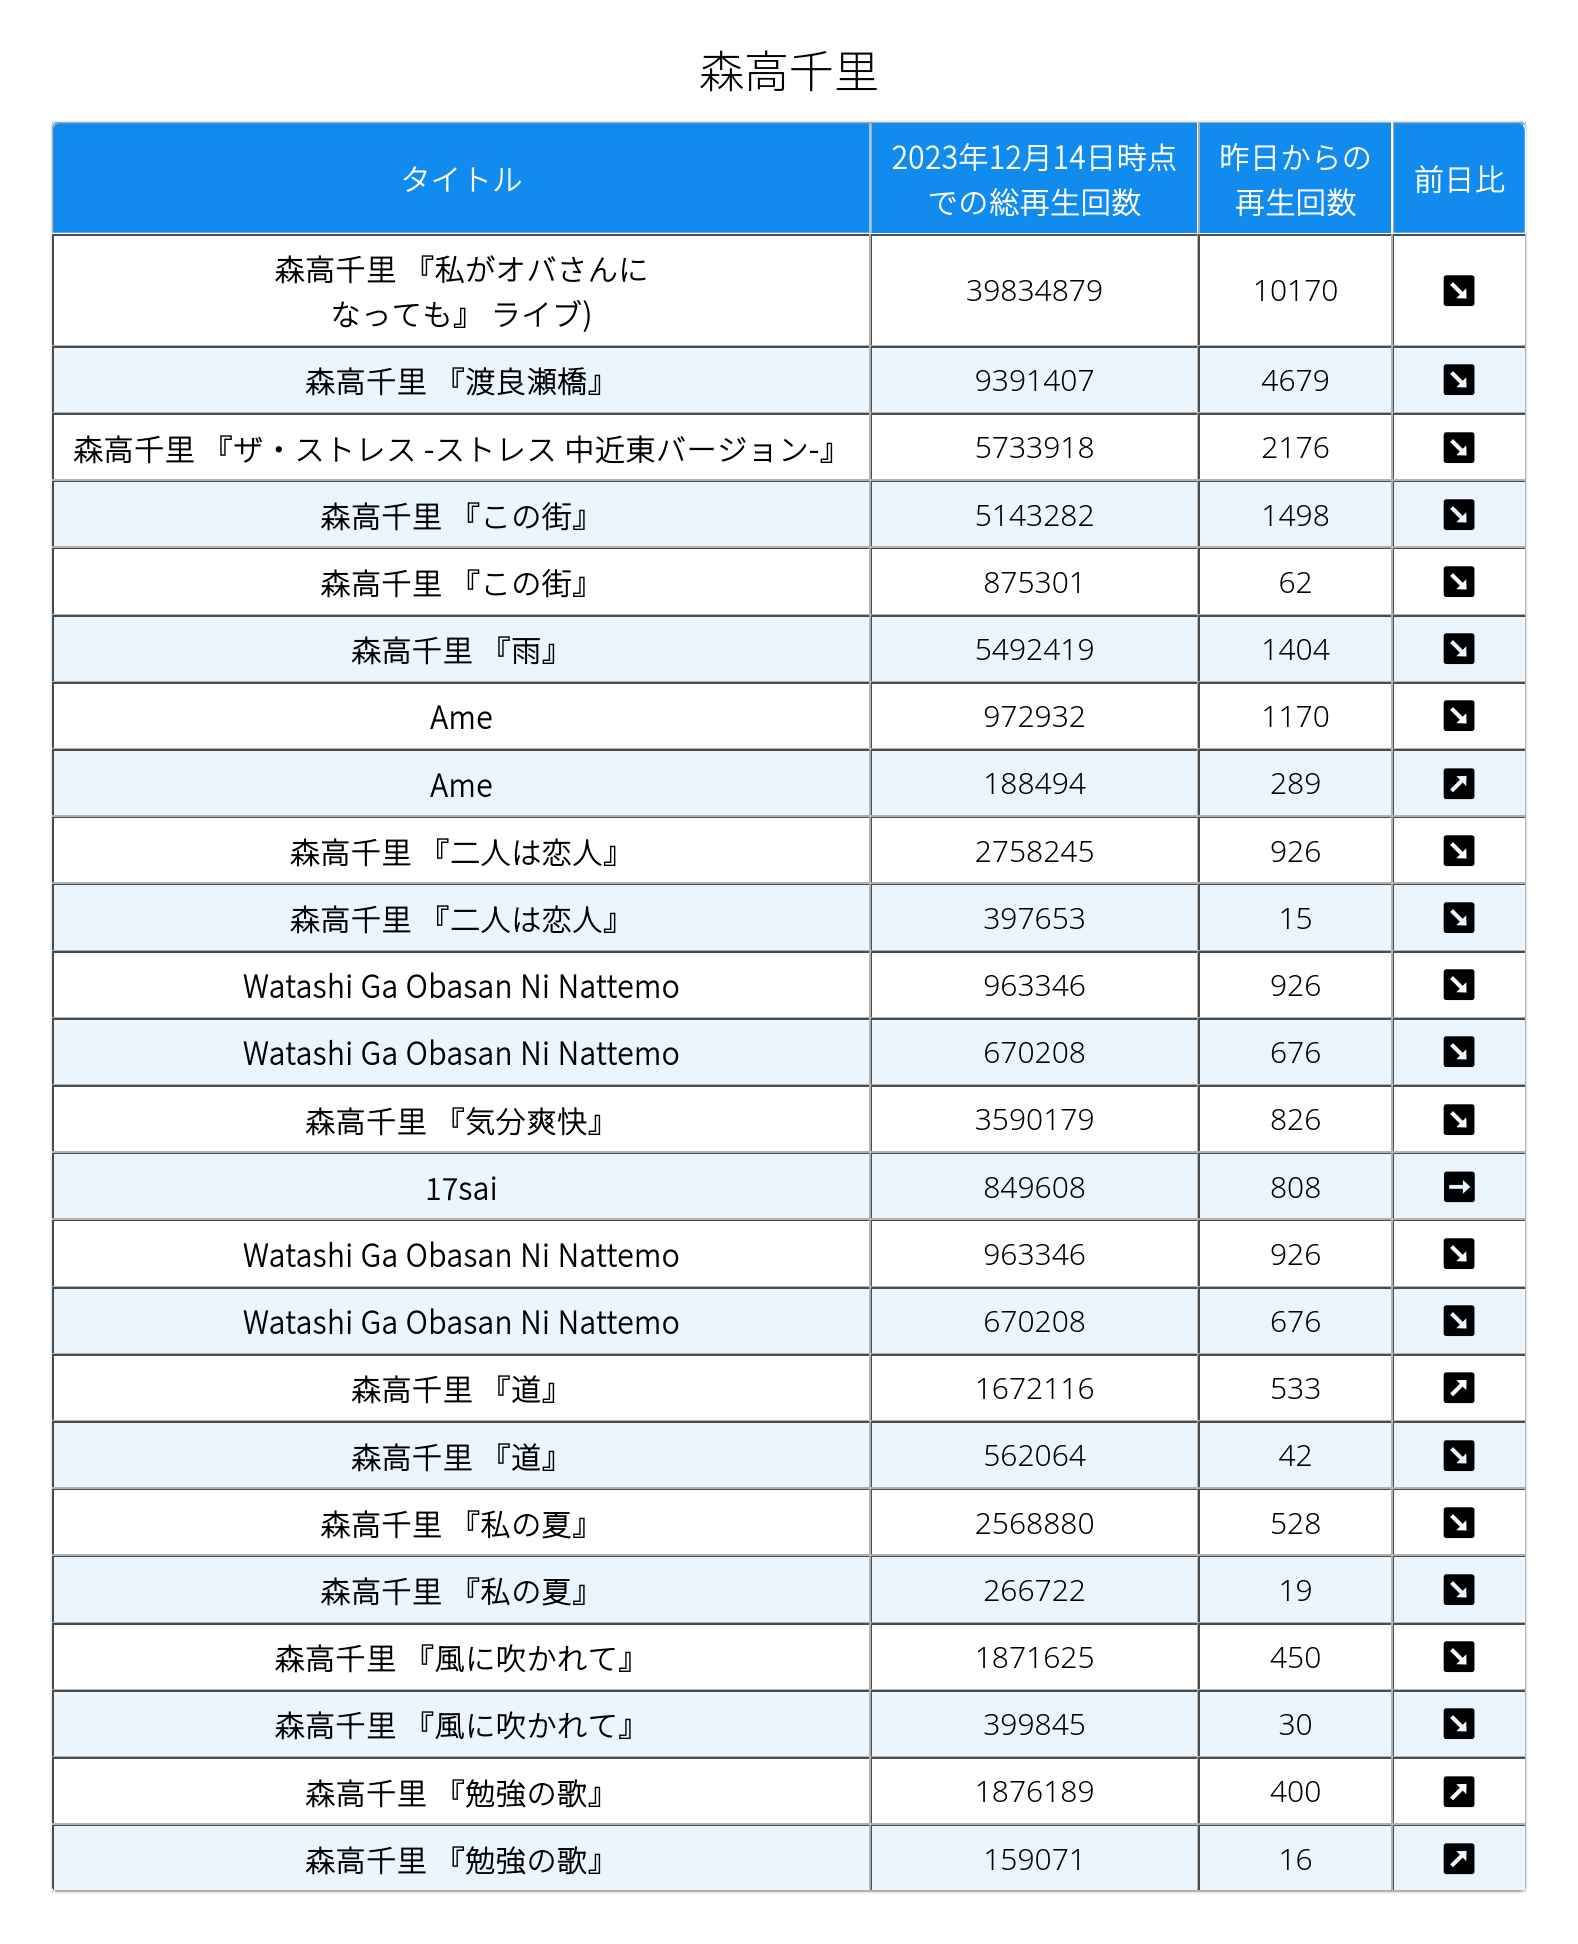 森高千里
タイトル
2023年12月14日時点
での総再生回数
昨日からの
再生回数
前日比
森高千里 『私がオバさんに
なっても』 ライブ)
39834879 10170 ↘
森高千里 『渡良瀬橋』 9391407 4679 ↘
森高千里 『ザ・ストレス -ストレス 中近東バージョン-』 5733918 2176 ↘
森高千里 『この街』 5143282 1498 ↘
森高千里 『この街』 875301 62 ↘
森高千里 『雨』 5492419 1404 ↘
Ame 972932 1170 ↘
Ame 188494 289 ↗
森高千里 『二人は恋人』 2758245 926 ↘
森高千里 『二人は恋人』 397653 15 ↘
Watashi Ga Obasan Ni Nattemo 963346 926 ↘
Watashi Ga Obasan Ni Nattemo 670208 676 ↘
森高千里 『気分爽快』 3590179 826 ↘
17sai 849608 808 →
Watashi Ga Obasan Ni Nattemo 963346 926 ↘
Watashi Ga Obasan Ni Nattemo 670208 676 ↘
森高千里 『道』 1672116 533 ↗
森高千里 『道』 562064 42 ↘
森高千里 『私の夏』 2568880 528 ↘
森高千里 『私の夏』 266722 19 ↘
森高千里 『風に吹かれて』 1871625 450 ↘
森高千里 『風に吹かれて』 399845 30 ↘
森高千里 『勉強の歌』 1876189 400 ↗
森高千里 『勉強の歌』 159071 16 ↗